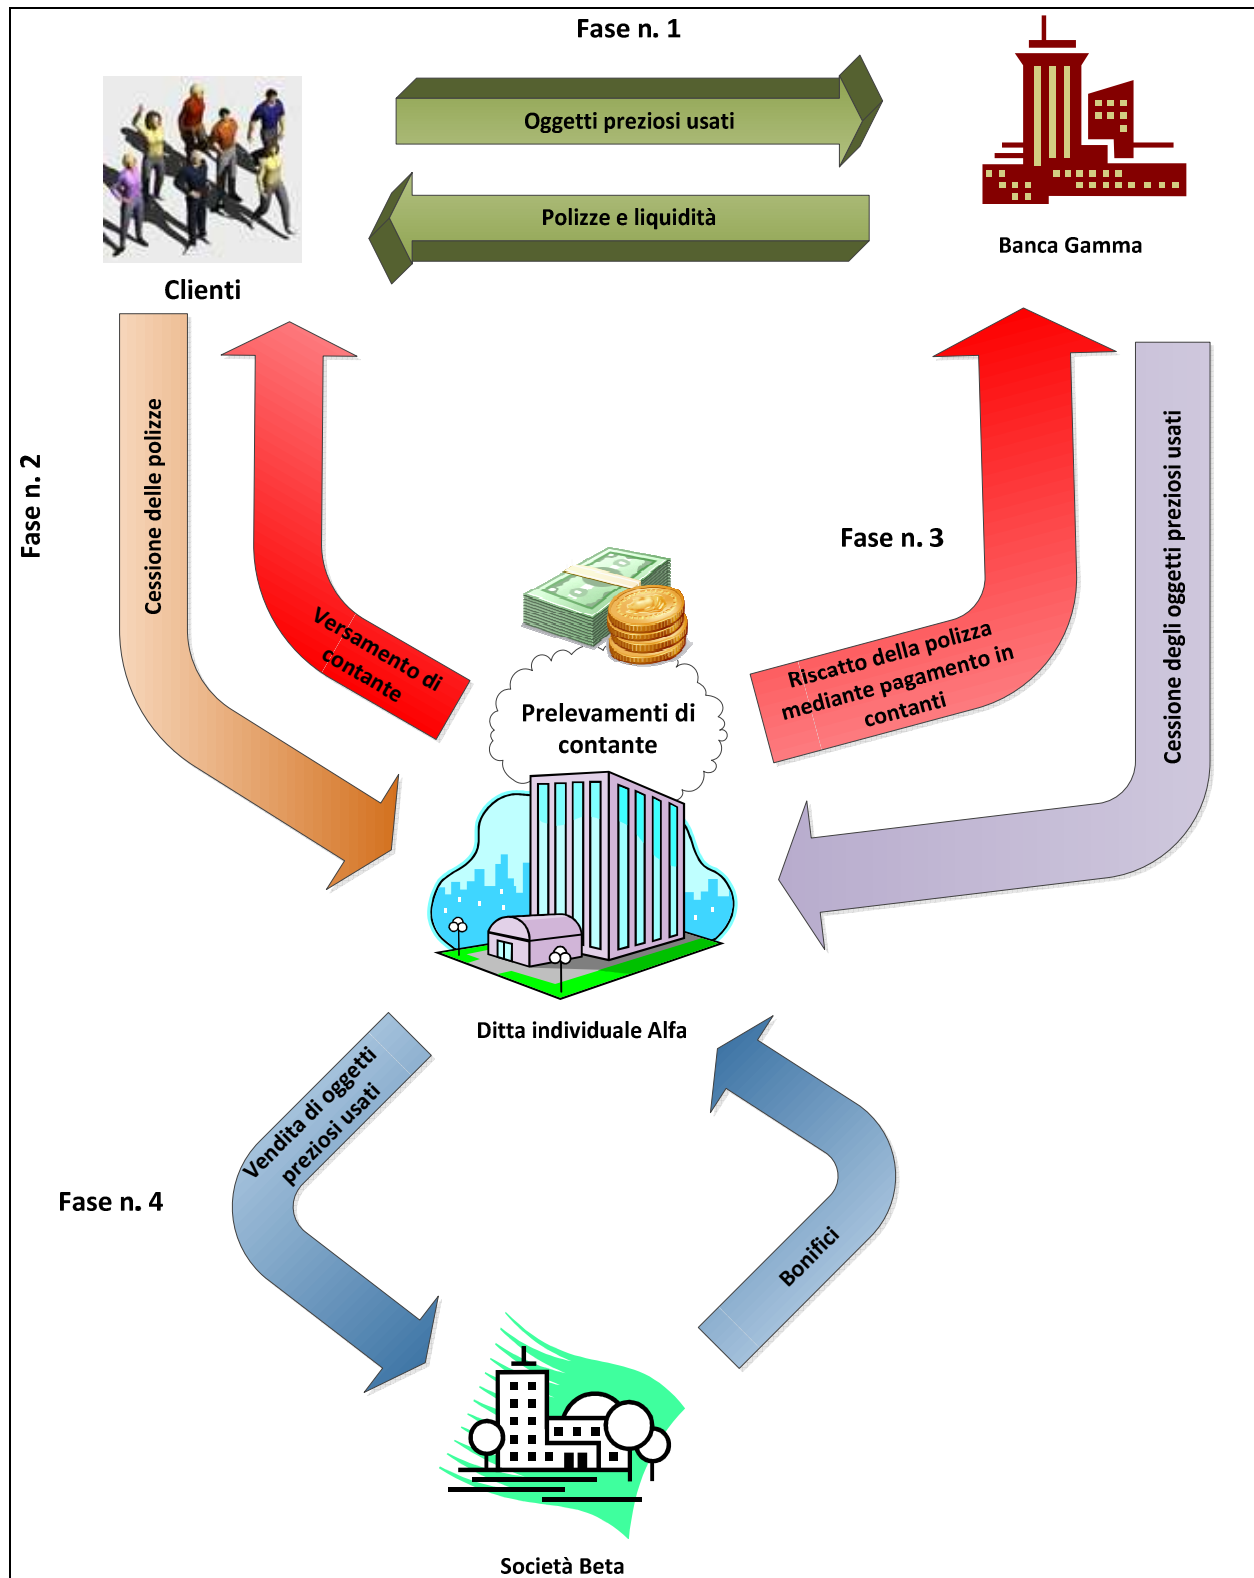 Fase n. 1
Oggetti preziosi usati
Polizze e liquidità
Banca Gamma
Clienti
Fase n. 2
Cessione delle polizze
Versamento di
contante
Fase n. 3
Riscatto della polizza
mediante pagamento in
contanti
Cessione degli oggetti preziosi usati
Prelevamenti di
contante
Ditta individuale Alfa
Vendita di oggetti
preziosi usati
Fase n. 4
Bonifici
Società Beta